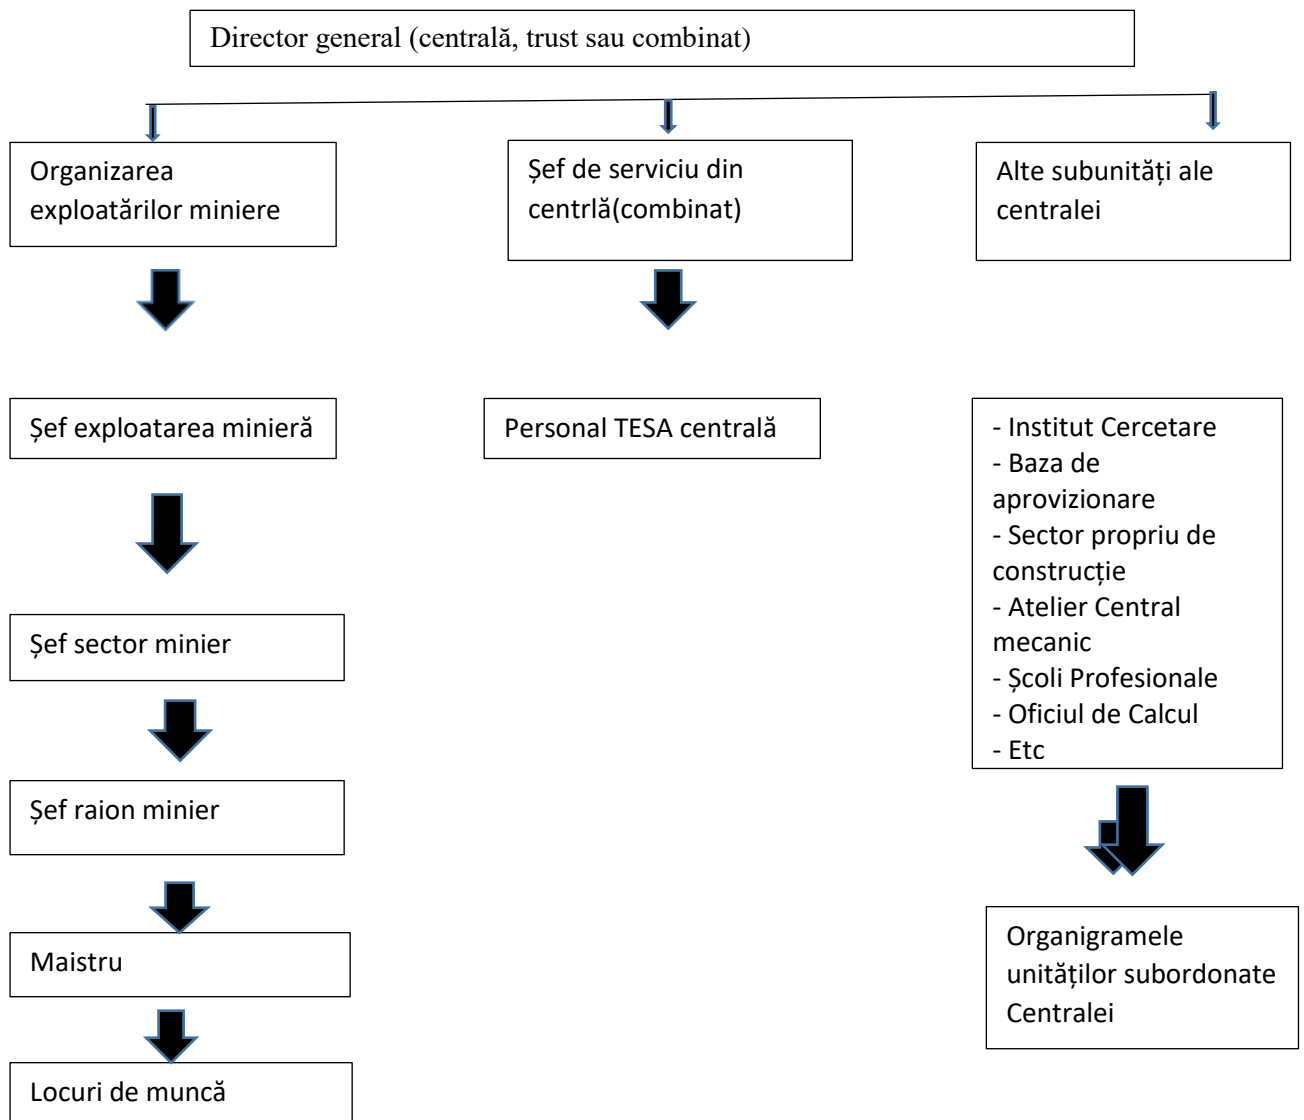 Director general (centrală, trust sau combinat)
Organizarea
exploatărilor miniere
Șef de serviciu din
centrlă(combinat)
Alte subunități ale
centralei
Șef exploatarea minieră
Personal TESA centrală
- Institut Cercetare
- Baza de
aprovizionare
- Sector propriu de
construcție
- Atelier Central
mecanic
- Școli Profesionale
- Oficiul de Calcul
- Etc
Șef sector minier
Șef raion minier
Maistru
Locuri de muncă
Organigramele
unităților subordonate
Centralei